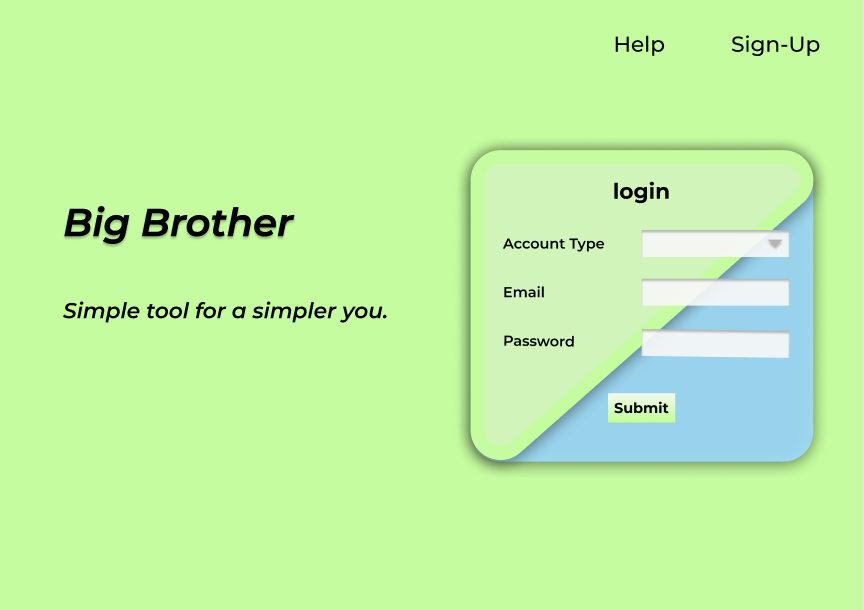 Help
Sign-Up
Big Brother
Simple tool for a simpler you.
login
Account Type
Email
Password
Submit